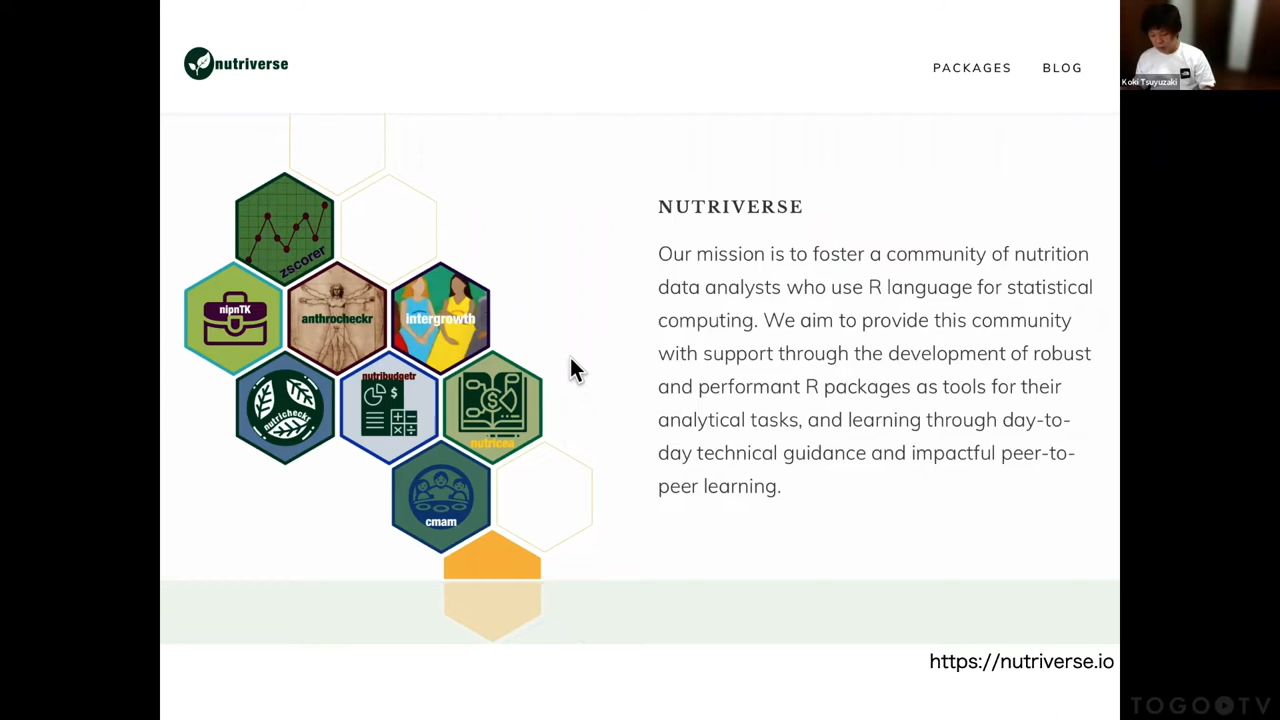 nutriverse
PACKAGES
BLOG
Koki Tsuyuzaki
zscorer
nipnTK
anthrocheckr
intergrowth
nutricheckr
nutribudgetr
nutricea
cmam
NUTRIVERSE
Our mission is to foster a community of nutrition
data analysts who use R language for statistical
computing. We aim to provide this community
with support through the development of robust
and performant R packages as tools for their
analytical tasks, and learning through day-to-
day technical guidance and impactful peer-to-
peer learning.
https://nutriverse.io
TOGO TV